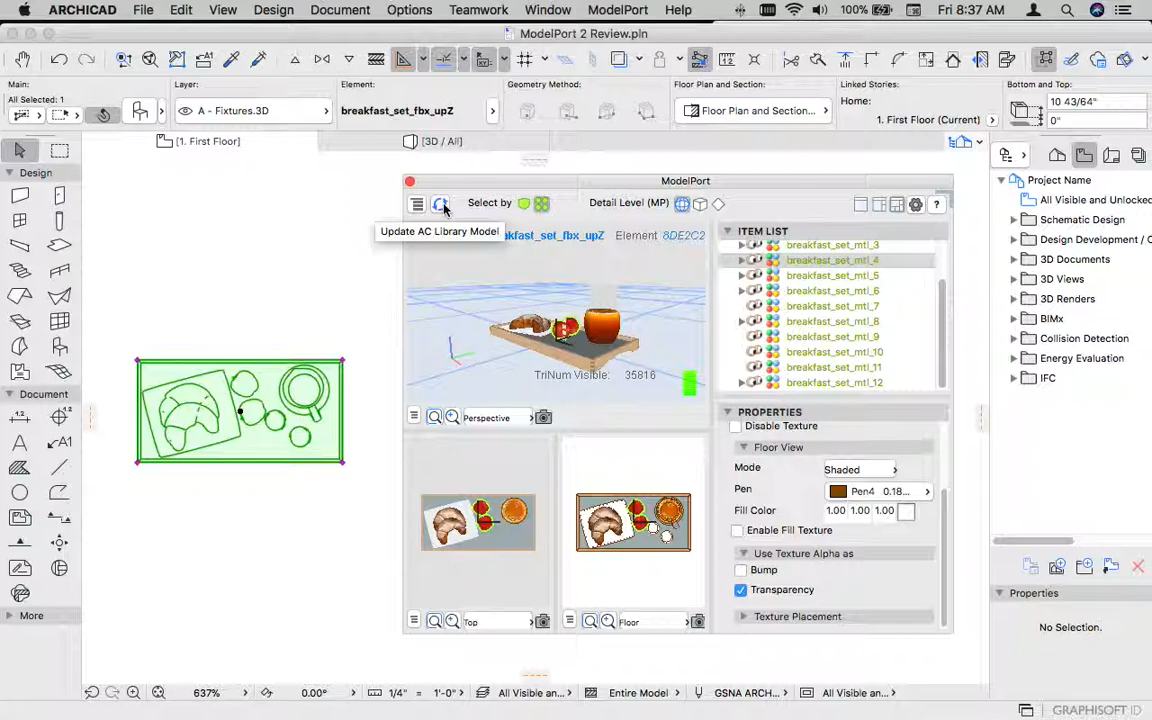 ARCHICAD File Edit View Design Document Options Teamwork Window ModelPort Help 100% Fri 8:37 AM
ModelPort 2 Review.pln
Main:
All Selected: 1
Layer:
A - Fixtures.3D
Element:
breakfast_set_fbx_upZ
Geometry Method:
Floor Plan and Section:
Floor Plan and Section...
Linked Stories:
Home:
1. First Floor (Current)
Bottom and Top:
10 43/64"
0"
[1. First Floor]
[3D / All]
Design
Document
More
ModelPort
Select by
Detail Level (MP)
?
Update AC Library Model
akfast_set_fbx_upZ Element 8DE2C2
TriNum Visible: 35816
Perspective
Top
Floor
ITEM LIST
breakfast_set_mtl_3
breakfast_set_mtl_4
breakfast_set_mtl_5
breakfast_set_mtl_6
breakfast_set_mtl_7
breakfast_set_mtl_8
breakfast_set_mtl_9
breakfast_set_mtl_10
breakfast_set_mtl_11
breakfast_set_mtl_12
PROPERTIES
Disable Texture
Floor View
Mode Shaded
Pen Pen4 0.18...
Fill Color 1.00 1.00 1.00
Enable Fill Texture
Use Texture Alpha as
Bump
Transparency
Texture Placement
Project Name
All Visible and Unlocked
Schematic Design
Design Development / C
3D Documents
3D Views
3D Renders
BIMx
Collision Detection
Energy Evaluation
IFC
Properties
No Selection.
637% 0.00° 1/4" = 1'-0" All Visible an... Entire Model GSNA ARCH... All Visible an...
GRAPHISOFT ID